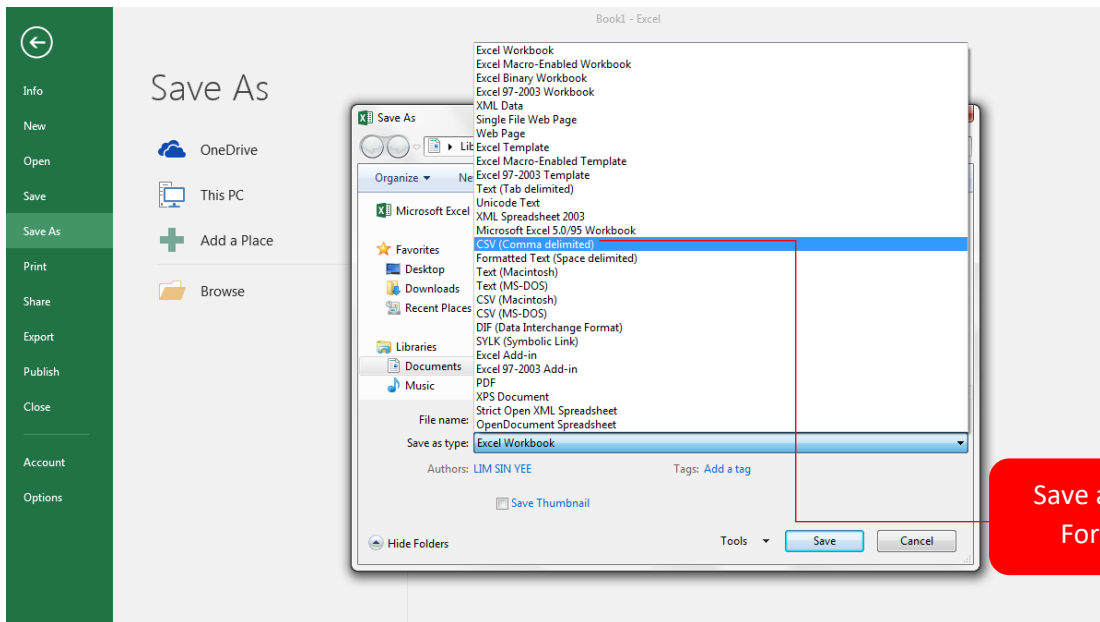 Book1 - Excel
Info
New
Open
Save
Save As
Print
Share
Export
Publish
Close
Account
Options
Save As
OneDrive
This PC
Add a Place
Browse
Save As
Organize
Microsoft Excel
Favorites
Desktop
Downloads
Recent Places
Libraries
Documents
Music
Excel Workbook
Excel Macro-Enabled Workbook
Excel Binary Workbook
Excel 97-2003 Workbook
XML Data
Single File Web Page
Web Page
Excel Template
Excel Macro-Enabled Template
Excel 97-2003 Template
Text (Tab delimited)
Unicode Text
XML Spreadsheet 2003
Microsoft Excel 5.0/95 Workbook
CSV (Comma delimited)
Formatted Text (Space delimited)
Text (Macintosh)
Text (MS-DOS)
CSV (Macintosh)
CSV (MS-DOS)
DIF (Data Interchange Format)
SYLK (Symbolic Link)
Excel Add-in
Excel 97-2003 Add-in
PDF
XPS Document
Strict Open XML Spreadsheet
OpenDocument Spreadsheet
File name:
Save as type: Excel Workbook
Authors: LIM SIN YEE Tags: Add a tag
Save Thumbnail
Hide Folders Tools Save Cancel
Save